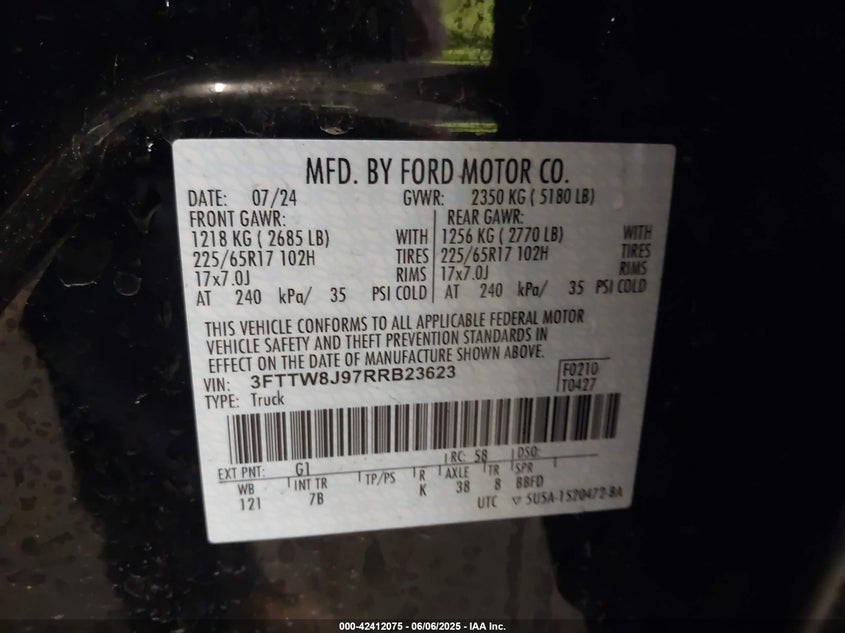 MFD. BY FORD MOTOR CO.
DATE: 07/24 GVWR: 2350 KG ( 5180 LB)
FRONT GAWR: REAR GAWR:
1218 KG ( 2685 LB) WITH 1256 KG ( 2770 LB) WITH
225/65R17 102H TIRES 225/65R17 102H TIRES
17x7.0J RIMS 17x7.0J RIMS
AT 240 kPa/ 35 PSI COLD AT 240 kPa/ 35 PSI COLD
THIS VEHICLE CONFORMS TO ALL APPLICABLE FEDERAL MOTOR
VEHICLE SAFETY AND THEFT PREVENTION STANDARDS IN
EFFECT ON THE DATE OF MANUFACTURE SHOWN ABOVE.
VIN: 3FTTW8J97RRB23623 F0210
TYPE: Truck T0427
EXT PNT: G1 RC: 58 DSO:
WB INT TR TP/PS R AXLE TR SPR
121 7B K 38 8 BBFD
UTC ▽ 5U5A-1520472-BA
000-42412075 - 06/06/2025 - IAA Inc.